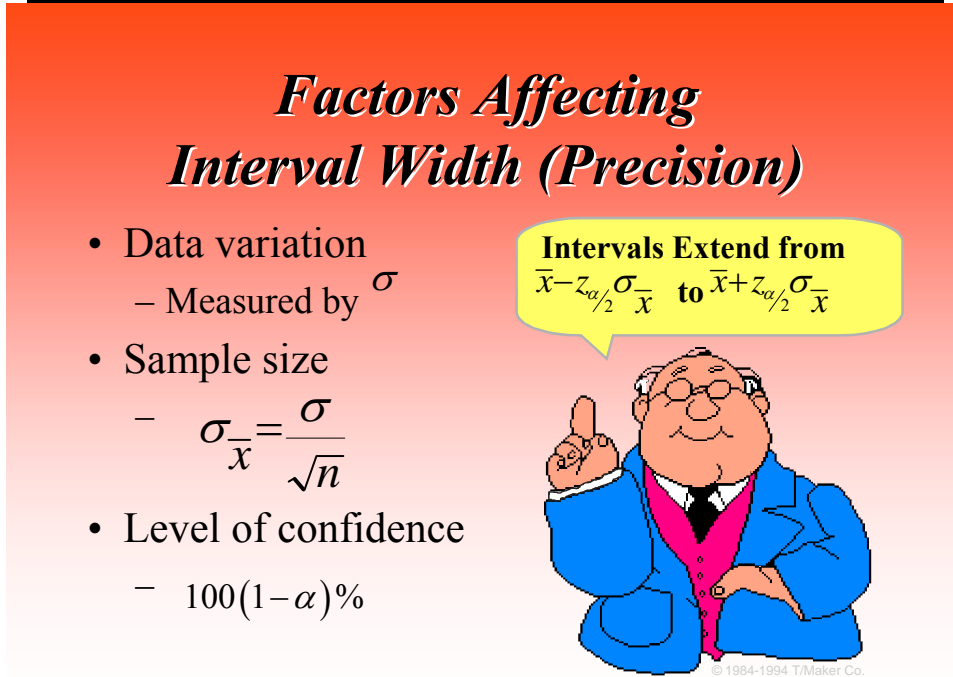 Factors Affecting
Interval Width (Precision)
• Data variation
– Measured by σ
• Sample size
– σ_x̅ = σ/√n
• Level of confidence
– 100(1−α)%
Intervals Extend from
x̅−z_{α/2}σ_x̅ to x̅+z_{α/2}σ_x̅
© 1984-1994 T/Maker Co.